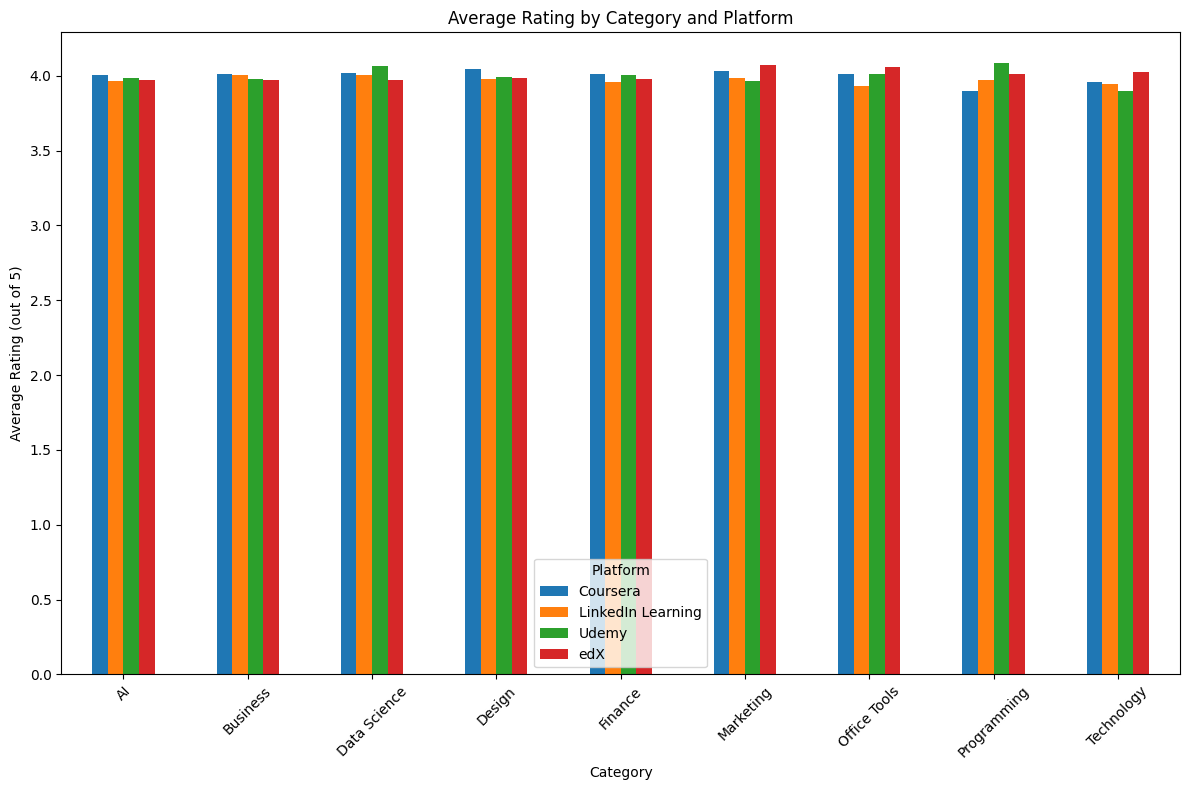 Average Rating by Category and Platform
Average Rating (out of 5)
4.0
3.5
3.0
2.5
2.0
1.5
1.0
0.5
0.0
Platform
Coursera
LinkedIn Learning
Udemy
edX
AI
Business
Data Science
Design
Finance
Marketing
Office Tools
Programming
Technology
Category